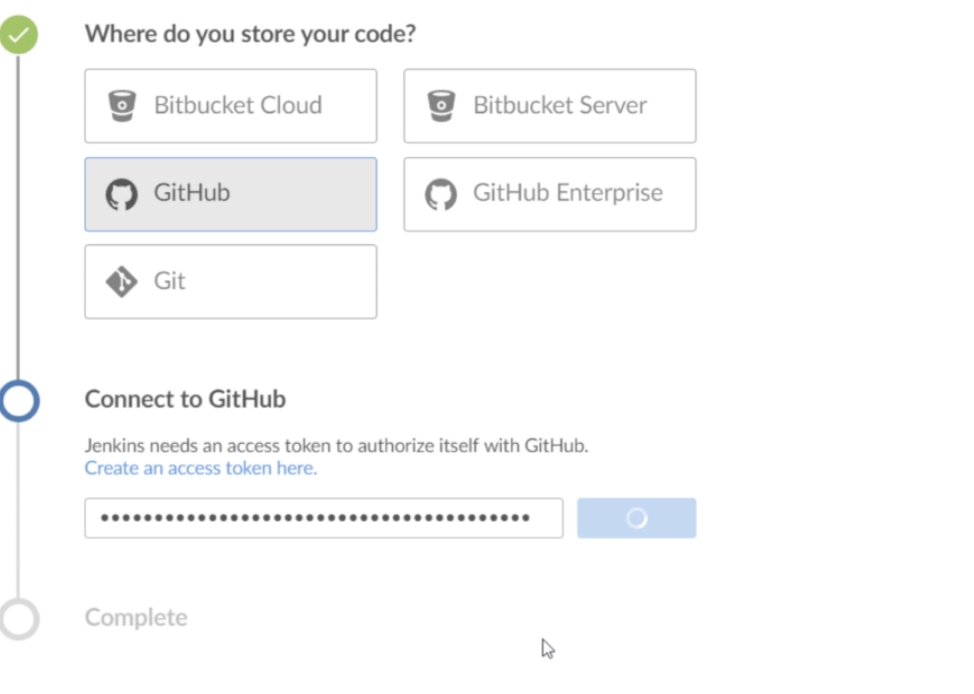 Where do you store your code?
Bitbucket Cloud
Bitbucket Server
GitHub
GitHub Enterprise
Git
Connect to GitHub
Jenkins needs an access token to authorize itself with GitHub.
Create an access token here.
••••••••••••••••••••••••••••••••••••••••
Complete